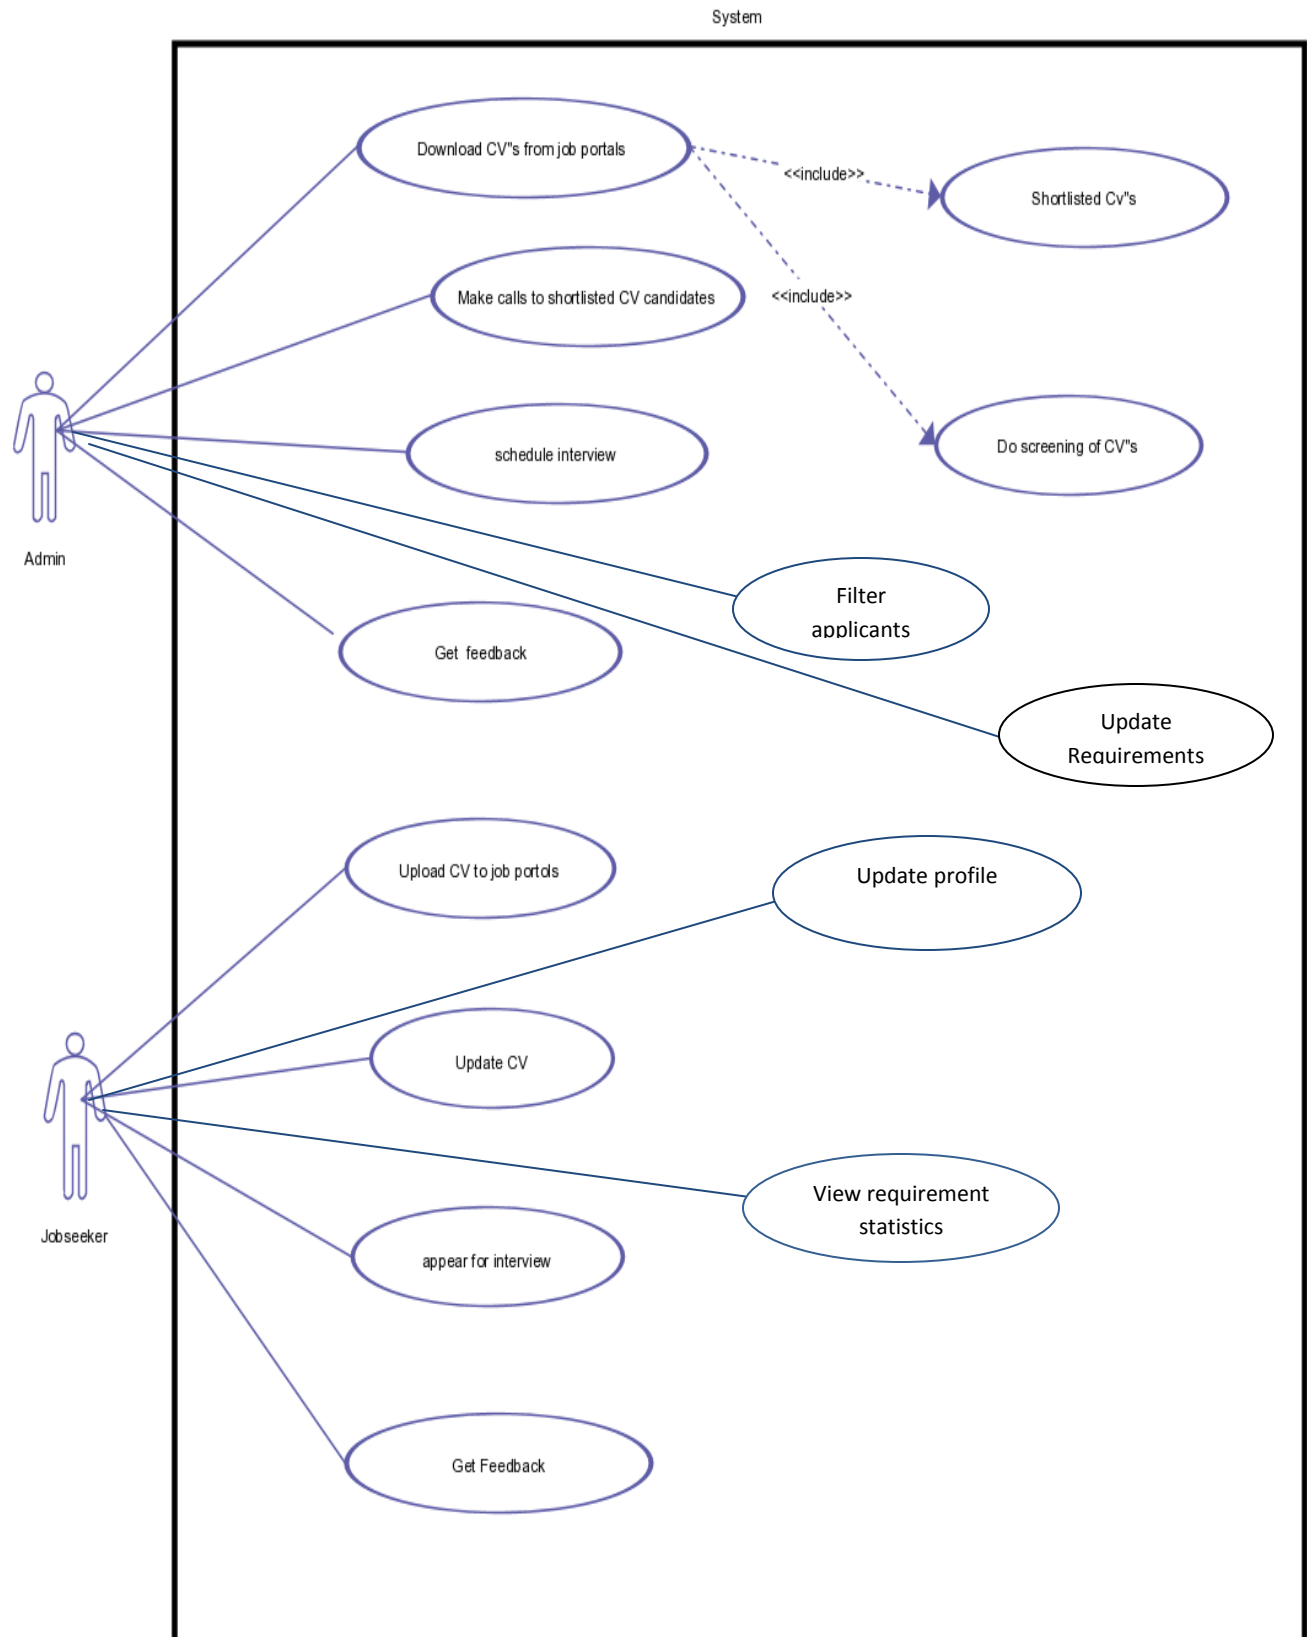 System
Download CV"s from job portals
<<include>>
Shortlisted Cv"s
Make calls to shortlisted CV candidates
<<include>>
schedule interview
Do screening of CV"s
Admin
Filter
applicants
Get feedback
Update
Requirements
Upload CV to job portols
Update profile
Update CV
View requirement
statistics
Jobseeker
appear for interview
Get Feedback